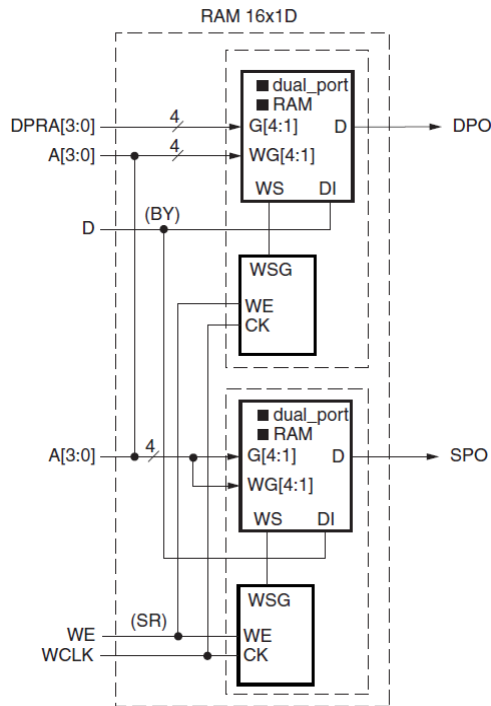 RAM 16x1D
■ dual_port
■ RAM
DPRA[3:0] 4 G[4:1] D DPO
A[3:0] 4 WG[4:1]
WS DI
D (BY)
WSG
WE
CK
■ dual_port
■ RAM
A[3:0] 4 G[4:1] D SPO
WG[4:1]
WS DI
WSG
WE (SR) WE
WCLK CK